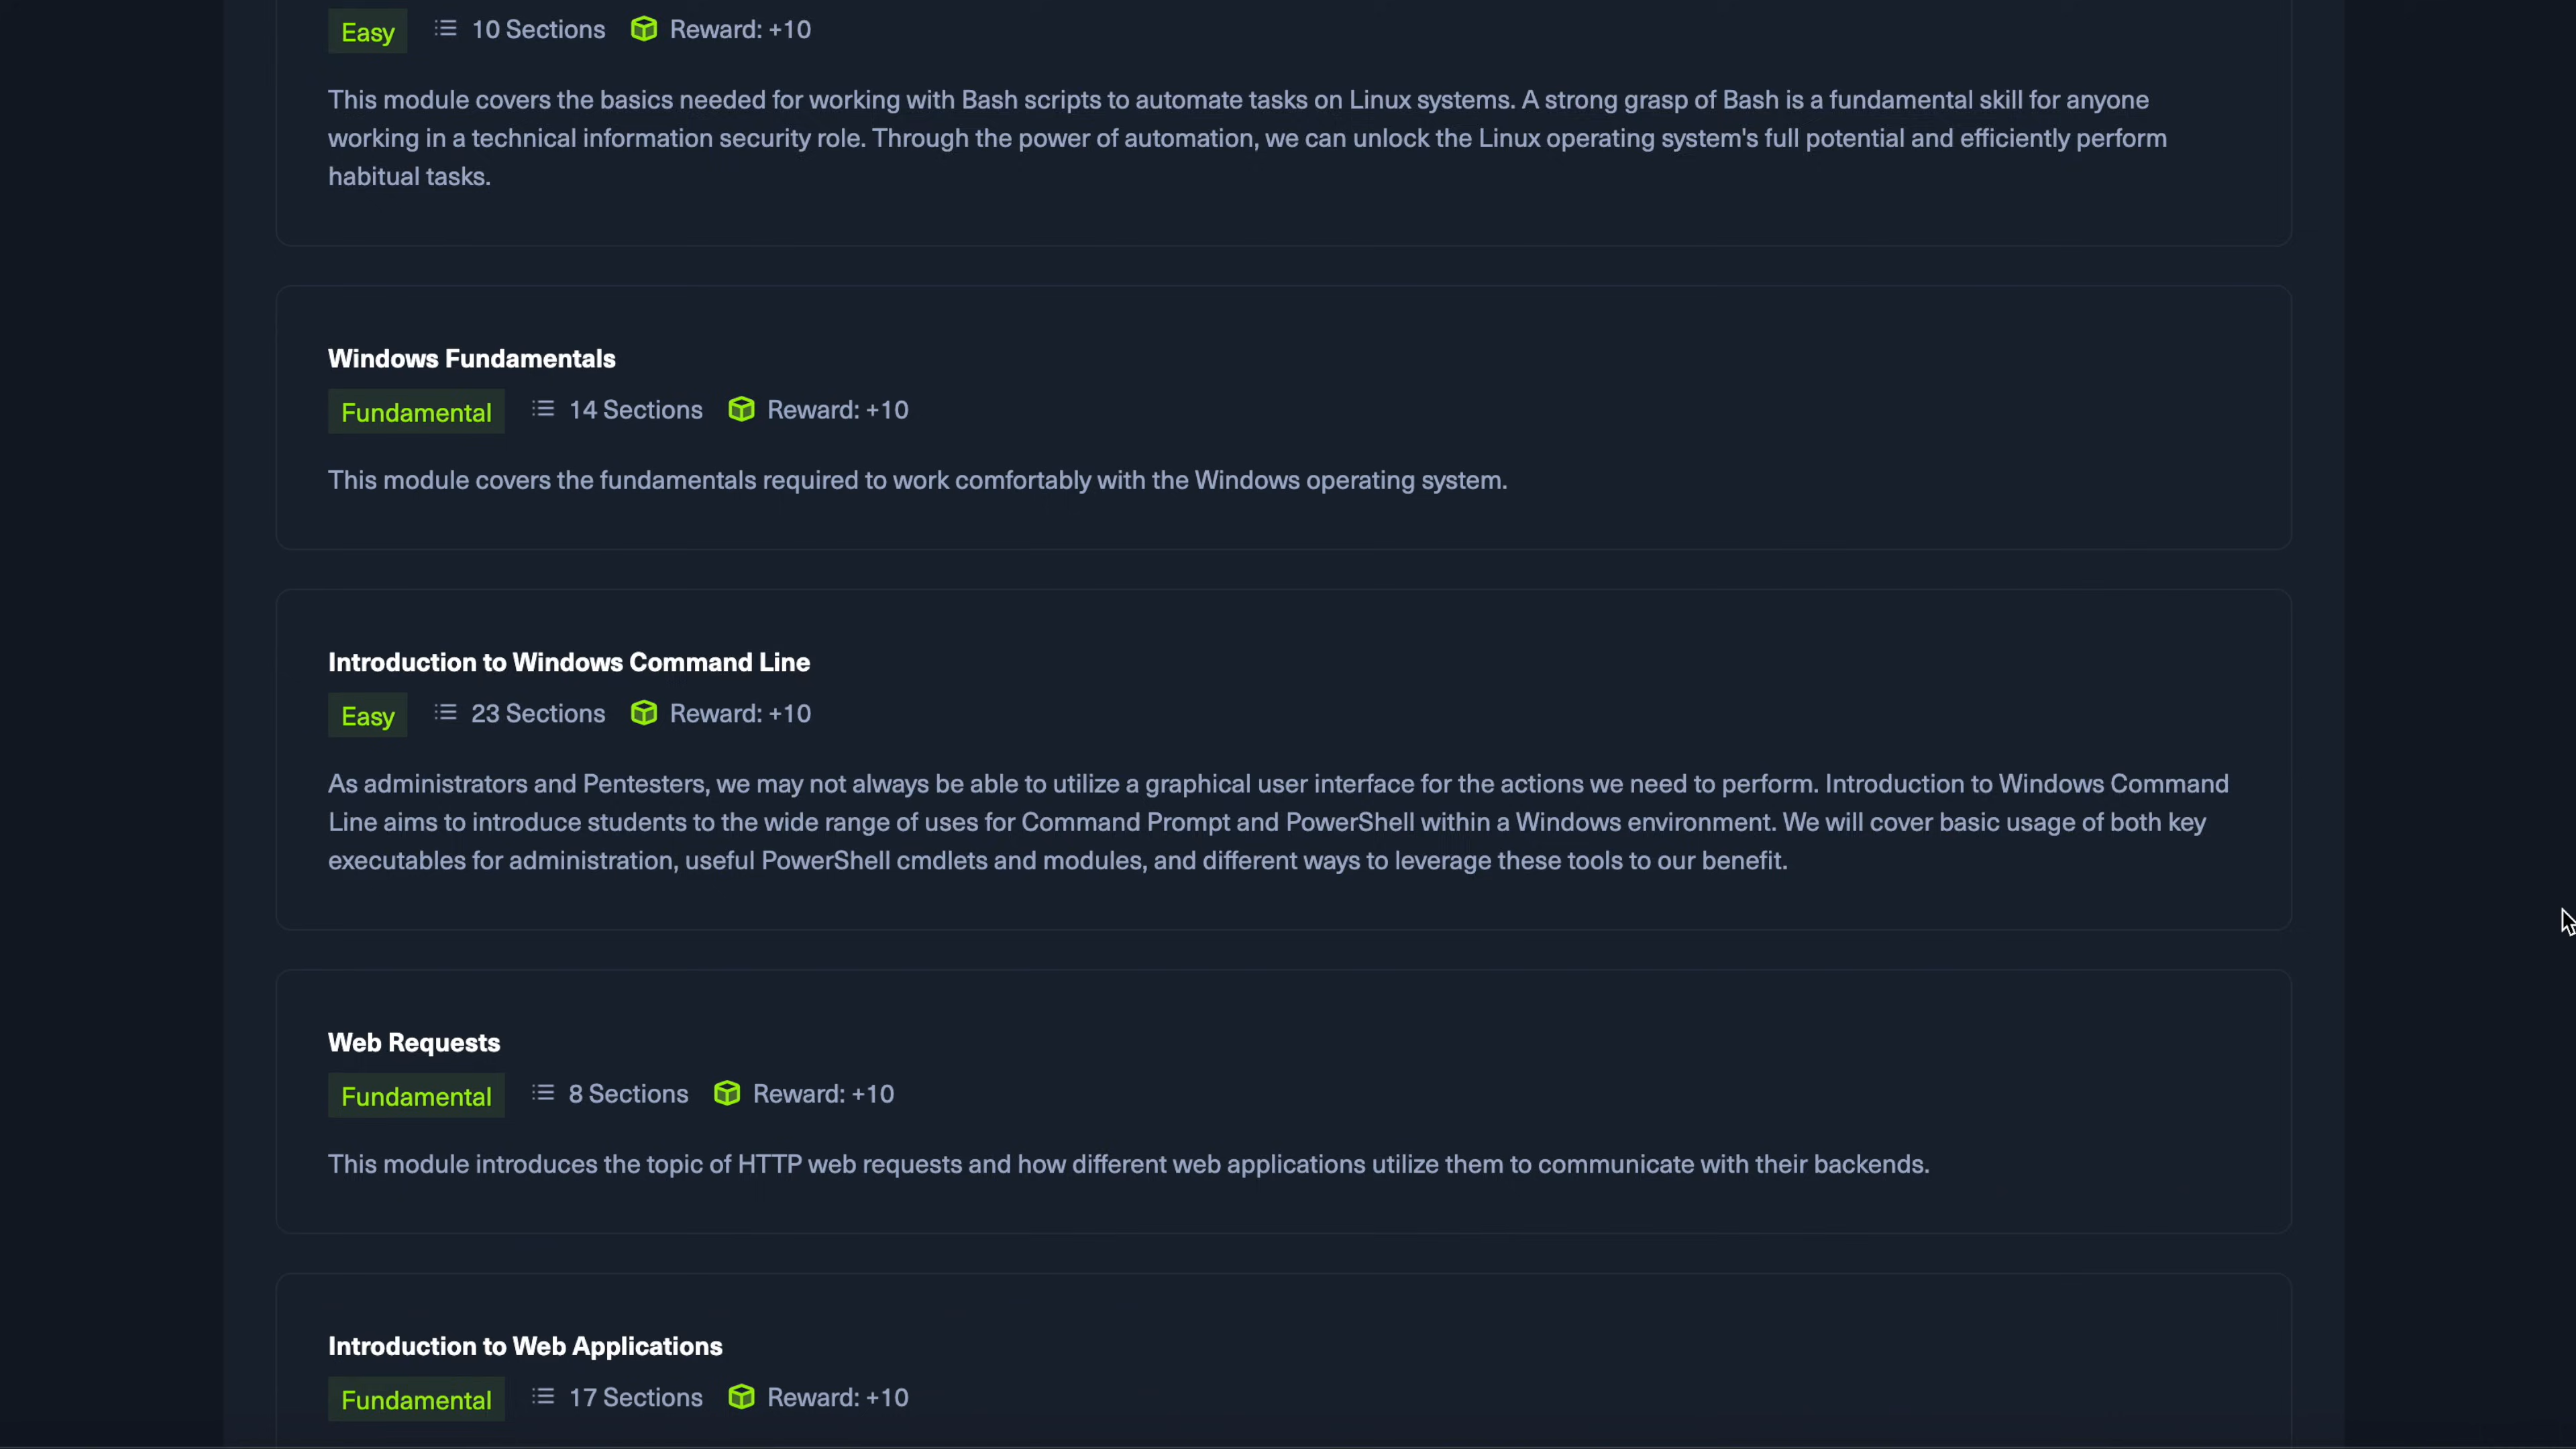 Easy 10 Sections Reward: +10
This module covers the basics needed for working with Bash scripts to automate tasks on Linux systems. A strong grasp of Bash is a fundamental skill for anyone
working in a technical information security role. Through the power of automation, we can unlock the Linux operating system's full potential and efficiently perform
habitual tasks.
Windows Fundamentals
Fundamental 14 Sections Reward: +10
This module covers the fundamentals required to work comfortably with the Windows operating system.
Introduction to Windows Command Line
Easy 23 Sections Reward: +10
As administrators and Pentesters, we may not always be able to utilize a graphical user interface for the actions we need to perform. Introduction to Windows Command
Line aims to introduce students to the wide range of uses for Command Prompt and PowerShell within a Windows environment. We will cover basic usage of both key
executables for administration, useful PowerShell cmdlets and modules, and different ways to leverage these tools to our benefit.
Web Requests
Fundamental 8 Sections Reward: +10
This module introduces the topic of HTTP web requests and how different web applications utilize them to communicate with their backends.
Introduction to Web Applications
Fundamental 17 Sections Reward: +10